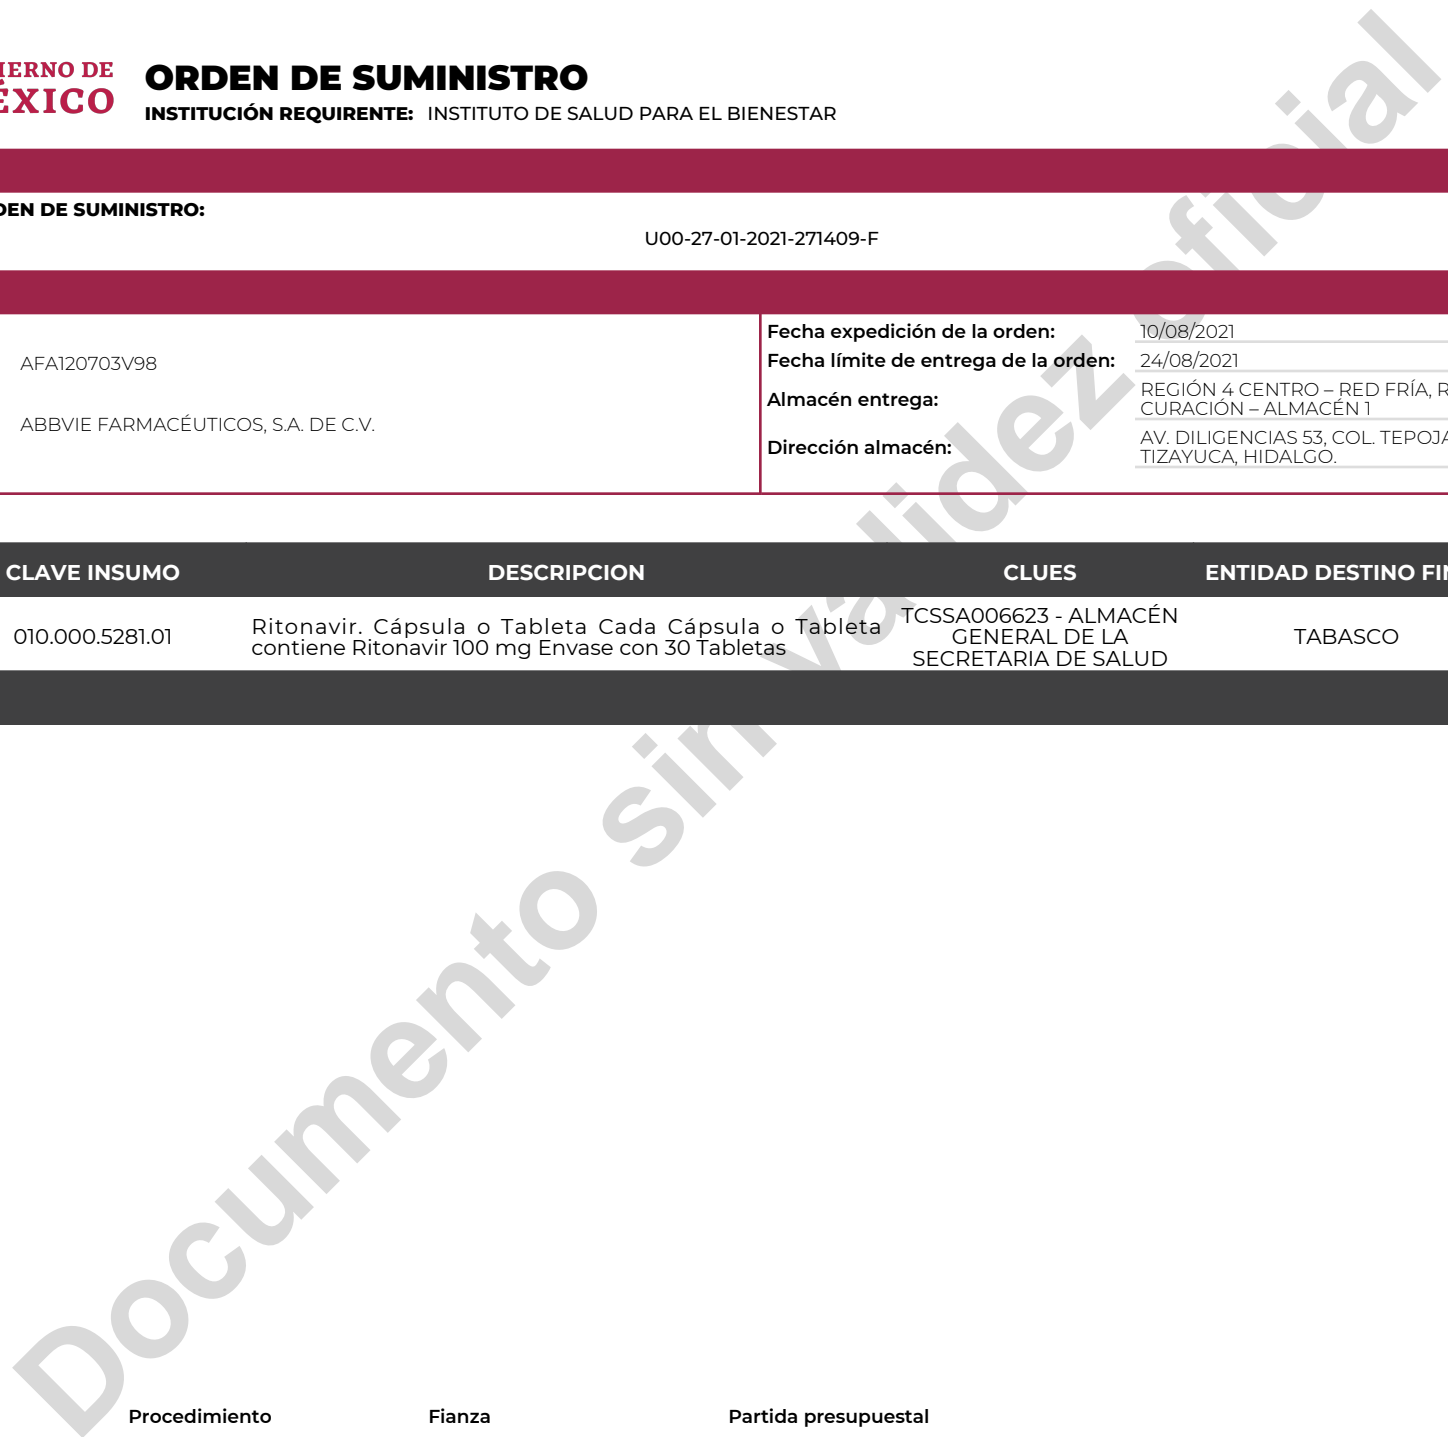 ORDEN DE SUMINISTRO
INSTITUCIÓN REQUIRENTE: INSTITUTO DE SALUD PARA EL BIENESTAR
IERNO DE
ÉXICO
DEN DE SUMINISTRO:
U00-27-01-2021-271409-F
AFA120703V98
ABBVIE FARMACÉUTICOS, S.A. DE C.V.
Fecha expedición de la orden: 10/08/2021
Fecha límite de entrega de la orden: 24/08/2021
Almacén entrega: REGIÓN 4 CENTRO – RED FRÍA, R
CURACIÓN – ALMACÉN 1
Dirección almacén: AV. DILIGENCIAS 53, COL. TEPOJA
TIZAYUCA, HIDALGO.
CLAVE INSUMO DESCRIPCION CLUES ENTIDAD DESTINO FIN
010.000.5281.01
Ritonavir. Cápsula o Tableta Cada Cápsula o Tableta
contiene Ritonavir 100 mg Envase con 30 Tabletas
TCSSA006623 - ALMACÉN
GENERAL DE LA
SECRETARIA DE SALUD
TABASCO
Documento sin validez oficial
Procedimiento Fianza Partida presupuestal